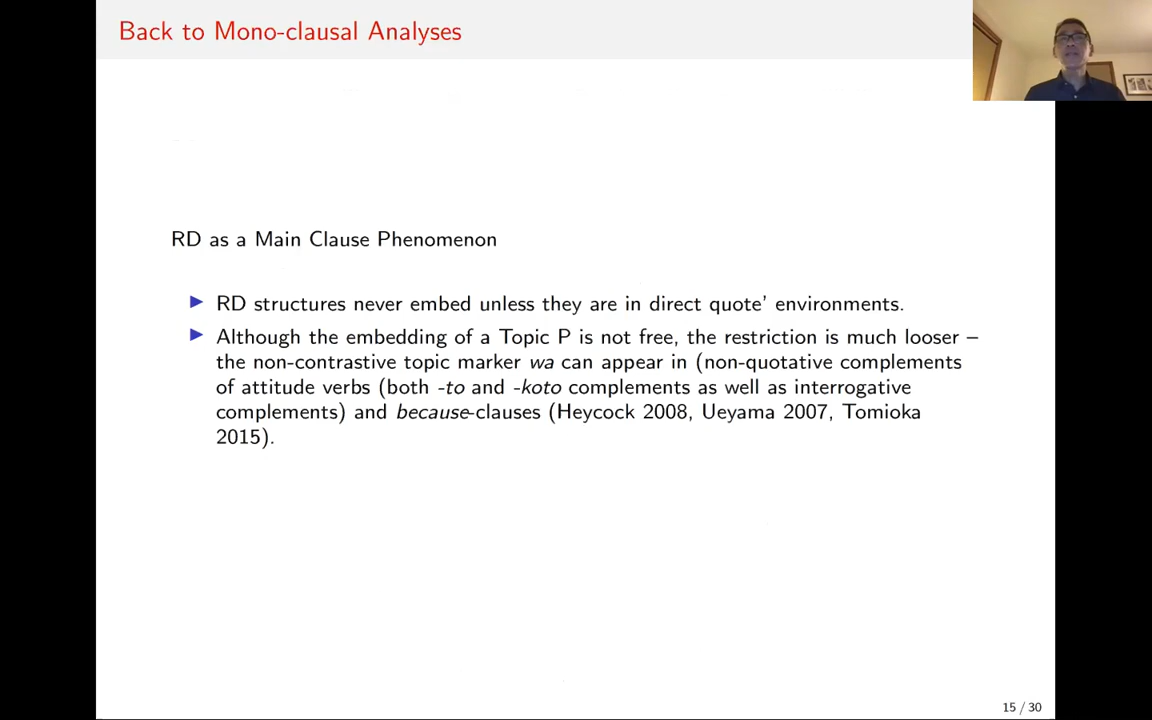 Back to Mono-clausal Analyses
RD as a Main Clause Phenomenon
▶ RD structures never embed unless they are in direct quote' environments.
▶ Although the embedding of a Topic P is not free, the restriction is much looser –
the non-contrastive topic marker wa can appear in (non-quotative complements
of attitude verbs (both -to and -koto complements as well as interrogative
complements) and because-clauses (Heycock 2008, Ueyama 2007, Tomioka
2015).
15 / 30